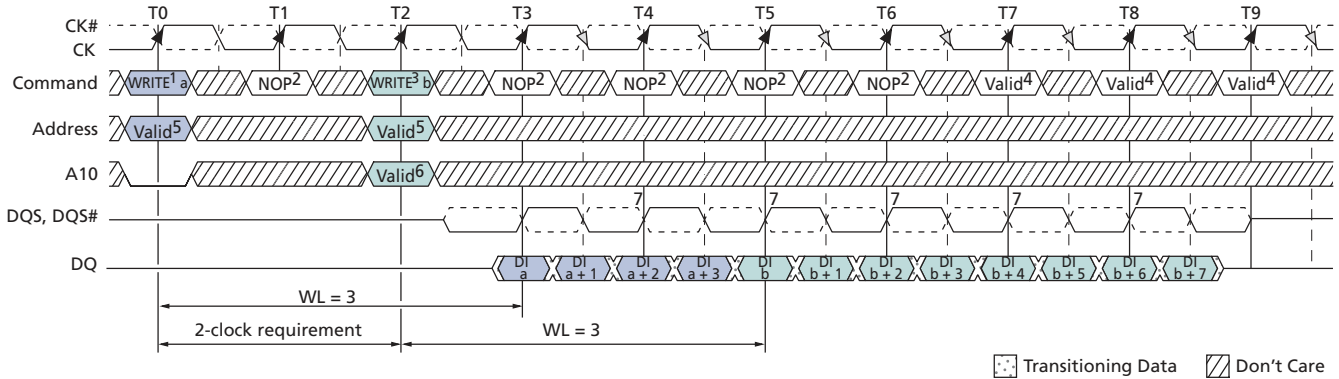 T0 T1 T2 T3 T4 T5 T6 T7 T8 T9
CK#
CK
Command WRITE1 a NOP2 WRITE3 b NOP2 NOP2 NOP2 NOP2 Valid4 Valid4 Valid4
Address Valid5 Valid5
A10 Valid6
7 7 7 7 7
DQS, DQS#
DQ DI a DI a + 1 DI a + 2 DI a + 3 DI b DI b + 1 DI b + 2 DI b + 3 DI b + 4 DI b + 5 DI b + 6 DI b + 7
WL = 3
2-clock requirement WL = 3
Transitioning Data Don't Care